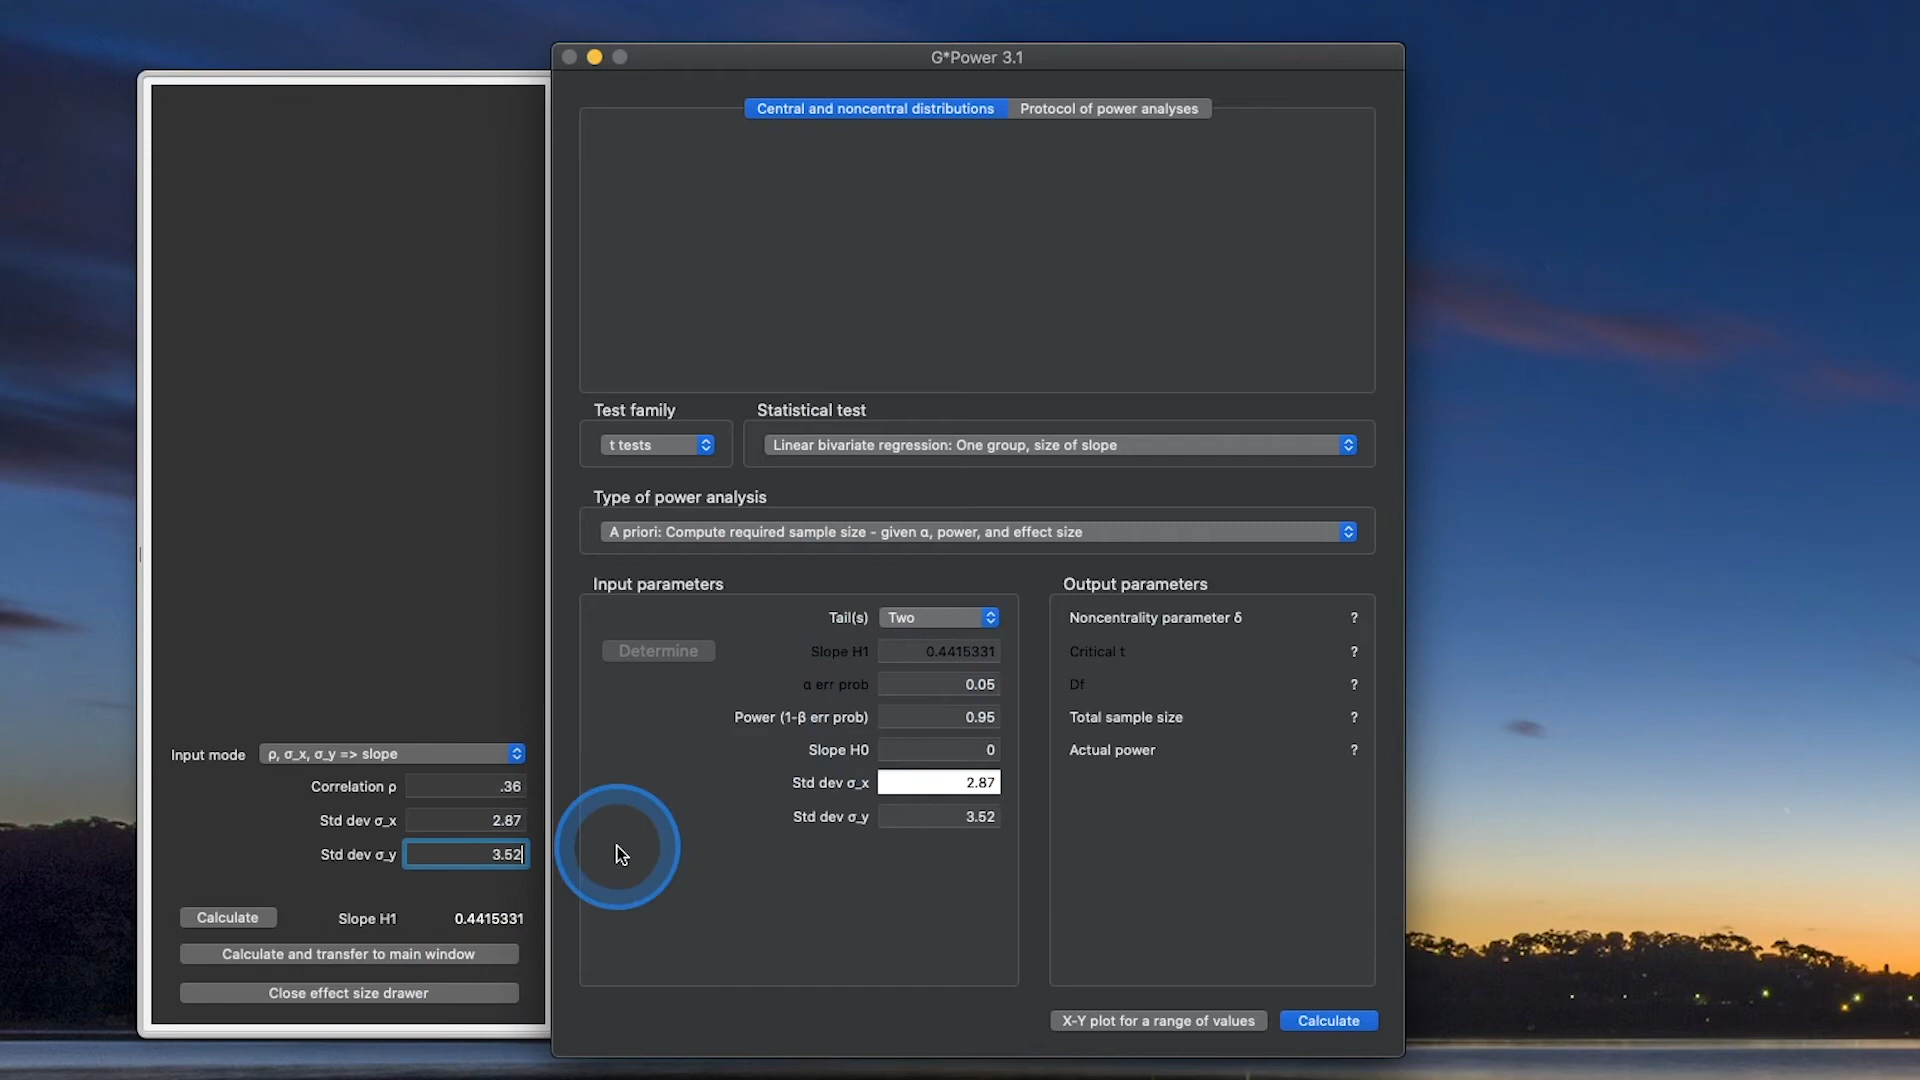 G*Power 3.1
Central and noncentral distributions
Protocol of power analyses
Test family
Statistical test
t tests
Linear bivariate regression: One group, size of slope
Type of power analysis
A priori: Compute required sample size - given α, power, and effect size
Input parameters
Output parameters
Tail(s) Two
Determine
Slope H1 0.4415331
α err prob 0.05
Power (1-β err prob) 0.95
Slope H0 0
Std dev σ_x 2.87
Std dev σ_y 3.52
Noncentrality parameter δ ?
Critical t ?
Df ?
Total sample size ?
Actual power ?
X-Y plot for a range of values
Calculate
Input mode ρ, σ_x, σ_y => slope
Correlation ρ .36
Std dev σ_x 2.87
Std dev σ_y 3.52
Calculate Slope H1 0.4415331
Calculate and transfer to main window
Close effect size drawer